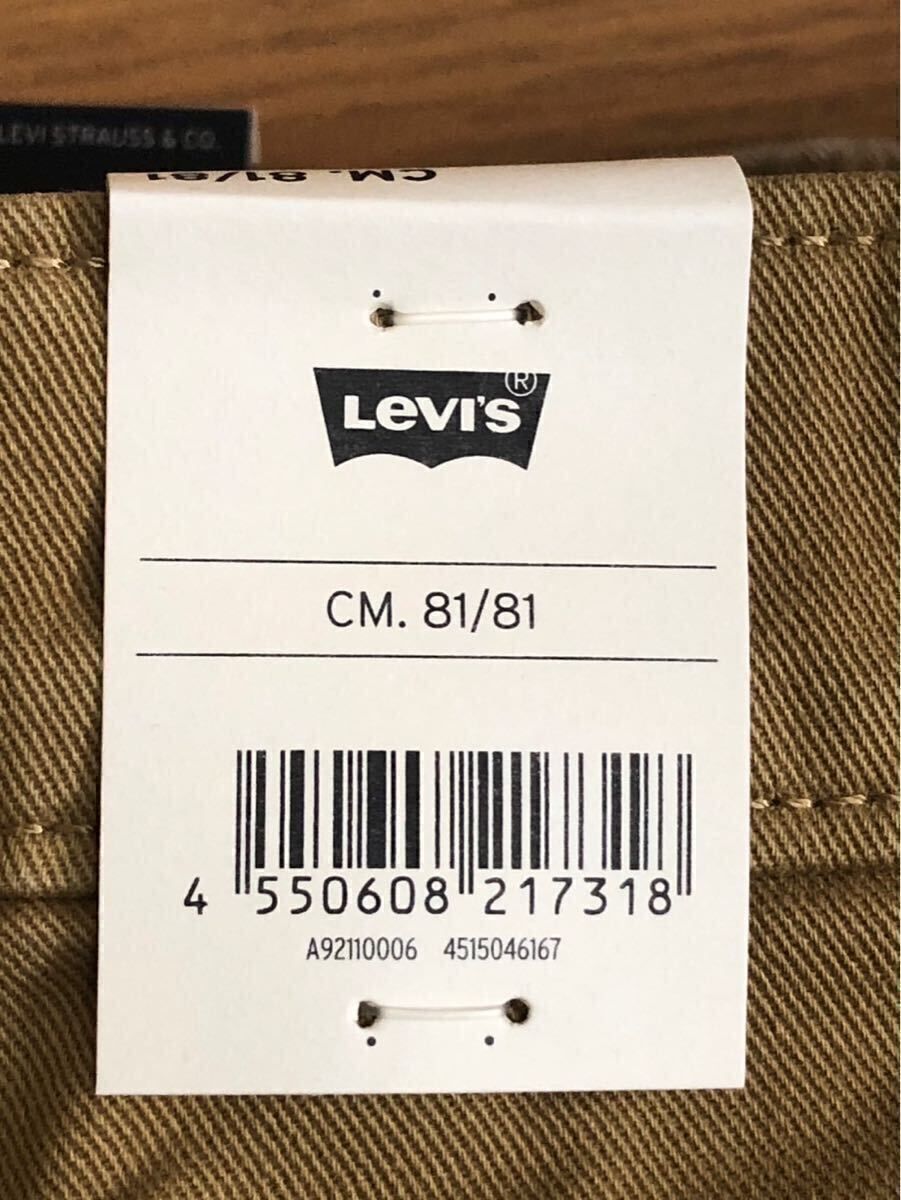 LEVI STRAUSS & CO.
CM. 81/81
LEVI'S®
CM. 81/81
4 550608 217318
A92110006 4515046167